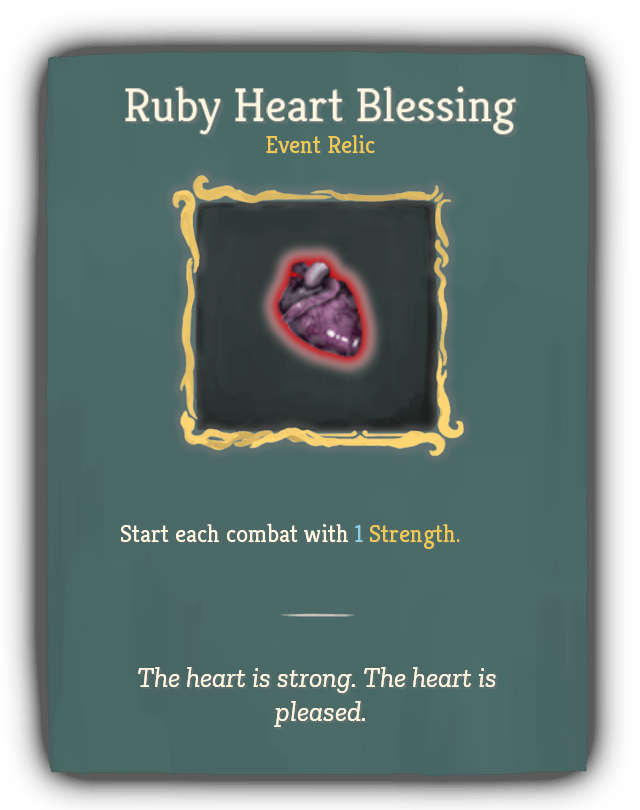 Ruby Heart Blessing
Event Relic
Start each combat with 1 Strength.
The heart is strong. The heart is
pleased.